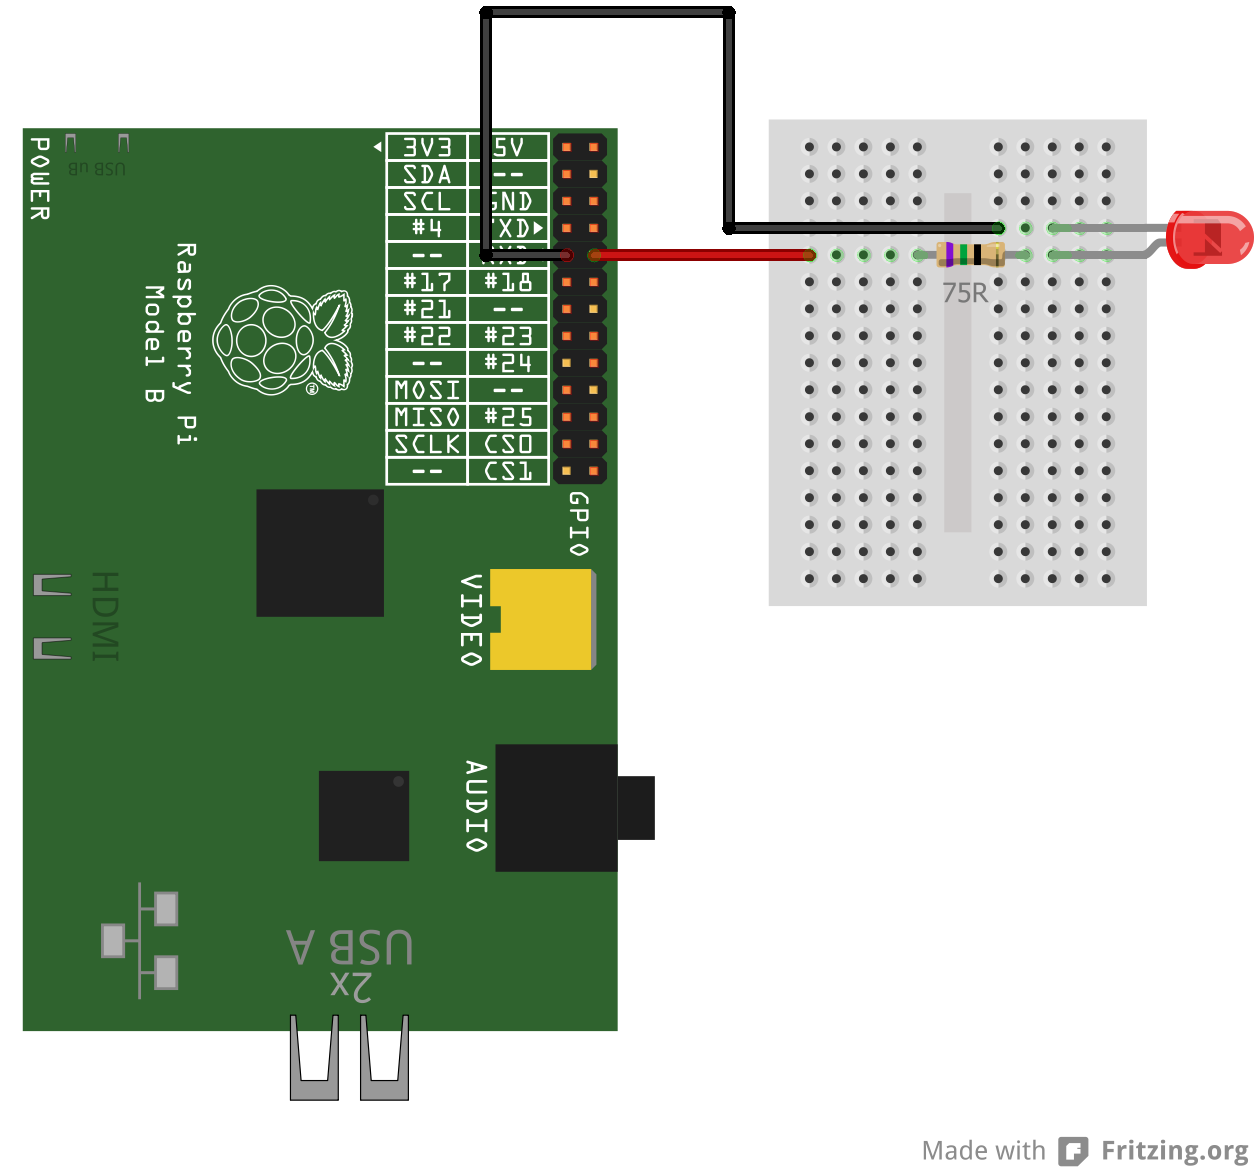 POWER
USB uB
3V3 5V
SDA --
SCL GND
#4 TXD
-- RXD
#17 #18
#21 --
#22 #23
-- #24
MOSI --
MISO #25
SCLK CS0
-- CS1
Raspberry Pi
Model B
GPIO
HDMI
VIDEO
AUDIO
USB A
2x
75R
Made with Fritzing.org